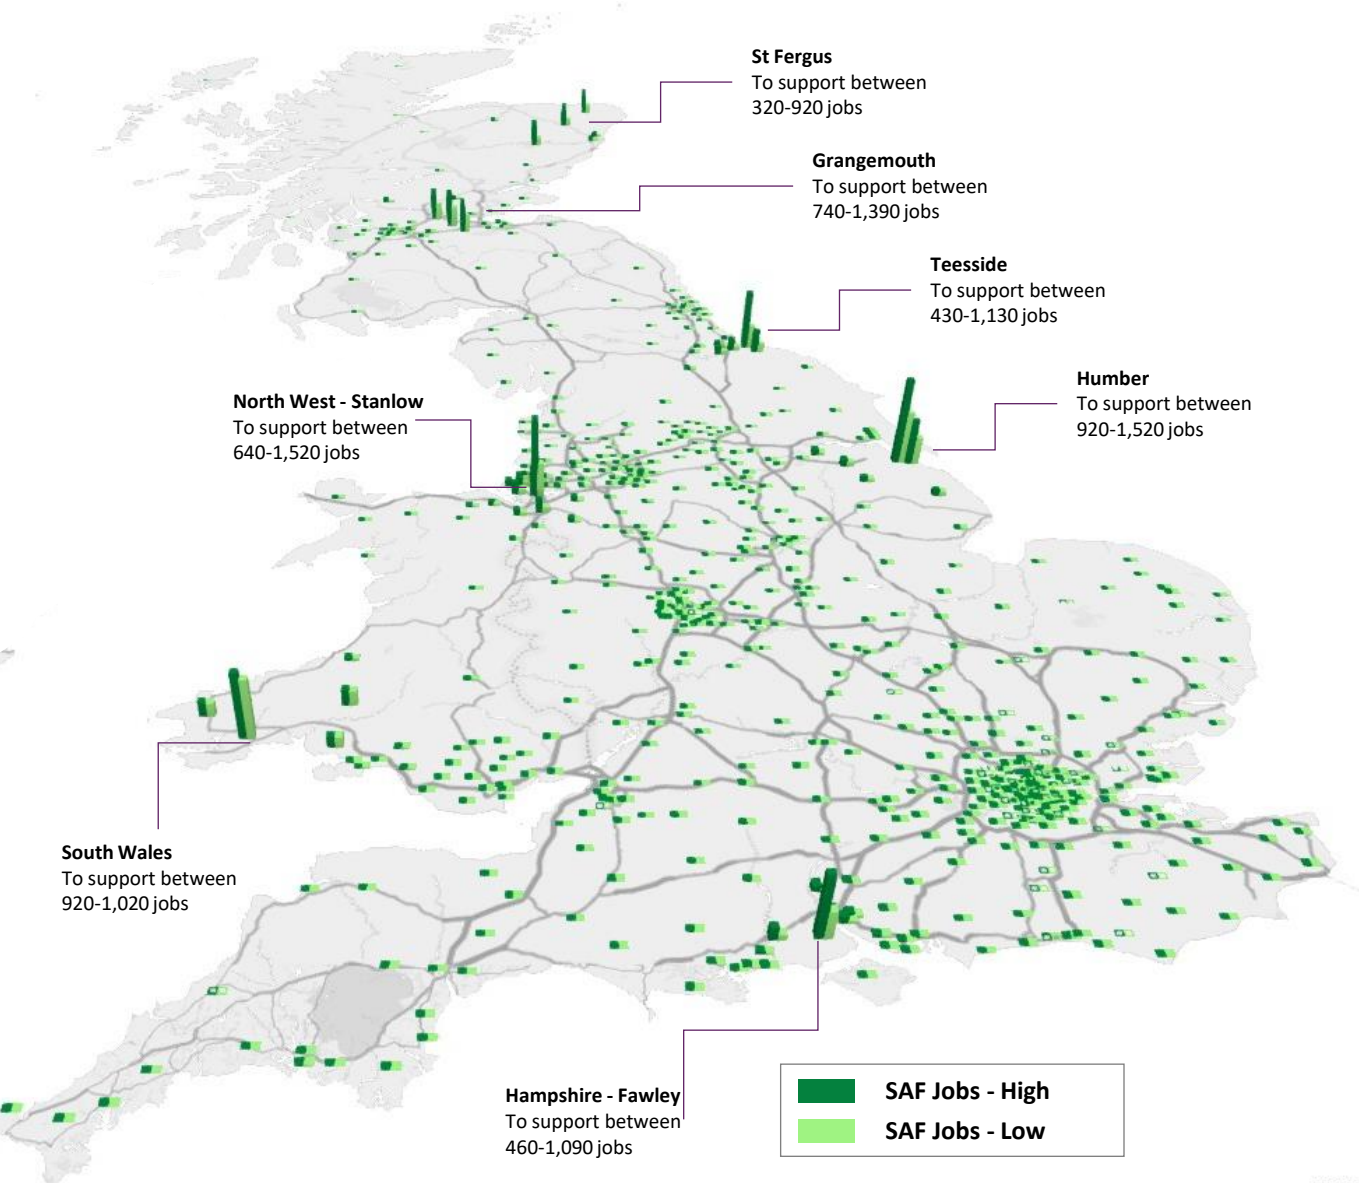 St Fergus
To support between
320-920 jobs
Grangemouth
To support between
740-1,390 jobs
Teesside
To support between
430-1,130 jobs
Humber
To support between
920-1,520 jobs
North West - Stanlow
To support between
640-1,520 jobs
South Wales
To support between
920-1,020 jobs
Hampshire - Fawley
To support between
460-1,090 jobs
SAF Jobs - High
SAF Jobs - Low